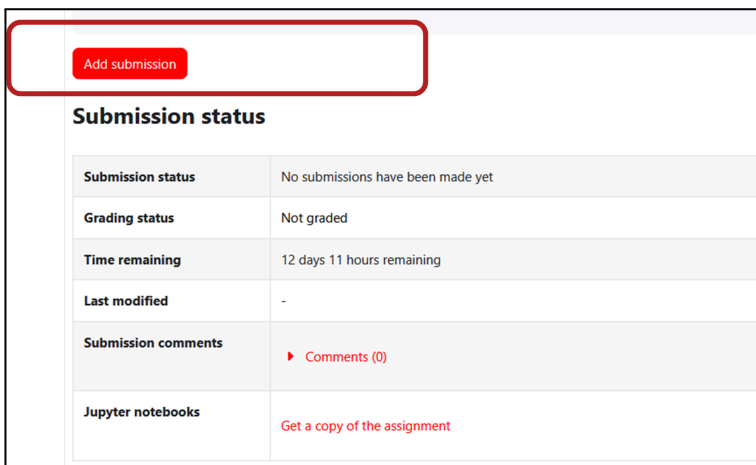 Add submission
Submission status
Submission status No submissions have been made yet
Grading status Not graded
Time remaining 12 days 11 hours remaining
Last modified -
Submission comments
Comments (0)
Jupyter notebooks
Get a copy of the assignment